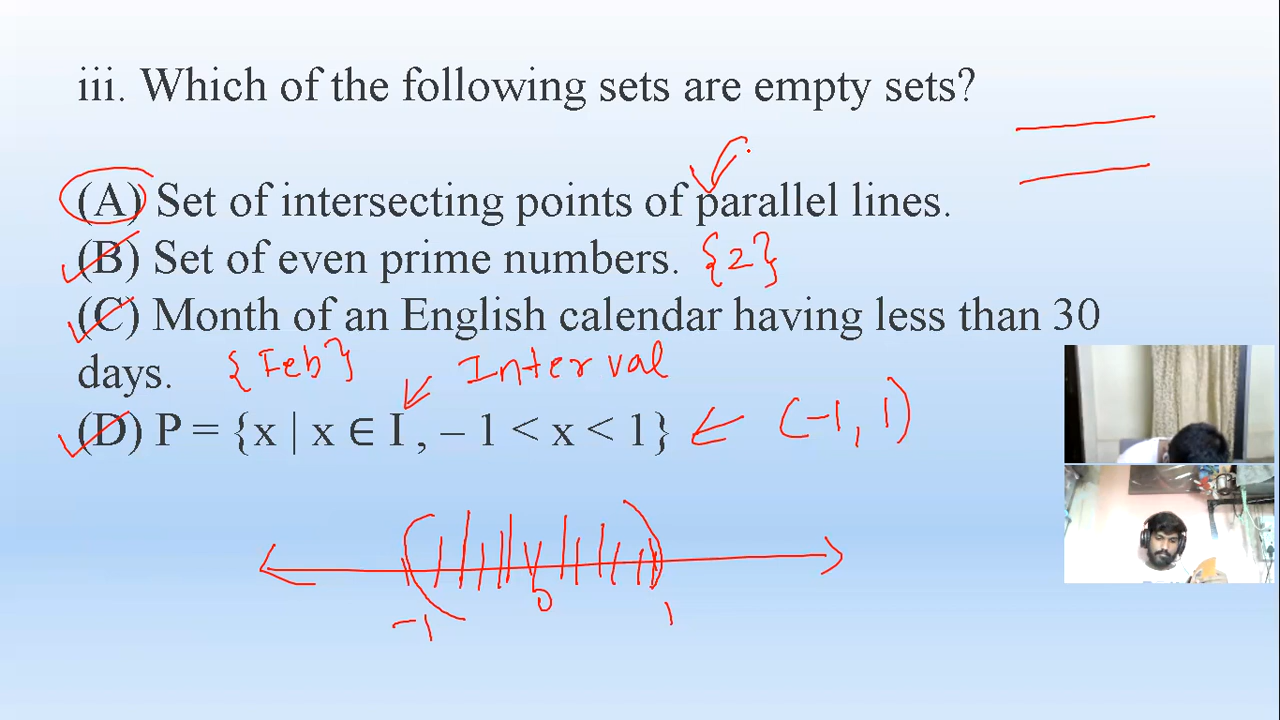 iii. Which of the following sets are empty sets?
(A) Set of intersecting points of parallel lines.
(B) Set of even prime numbers. {2}
(C) Month of an English calendar having less than 30
days. {Feb} Interval
(D) P = {x | x ∈ I , – 1 < x < 1} (-1, 1)
-1 0 1